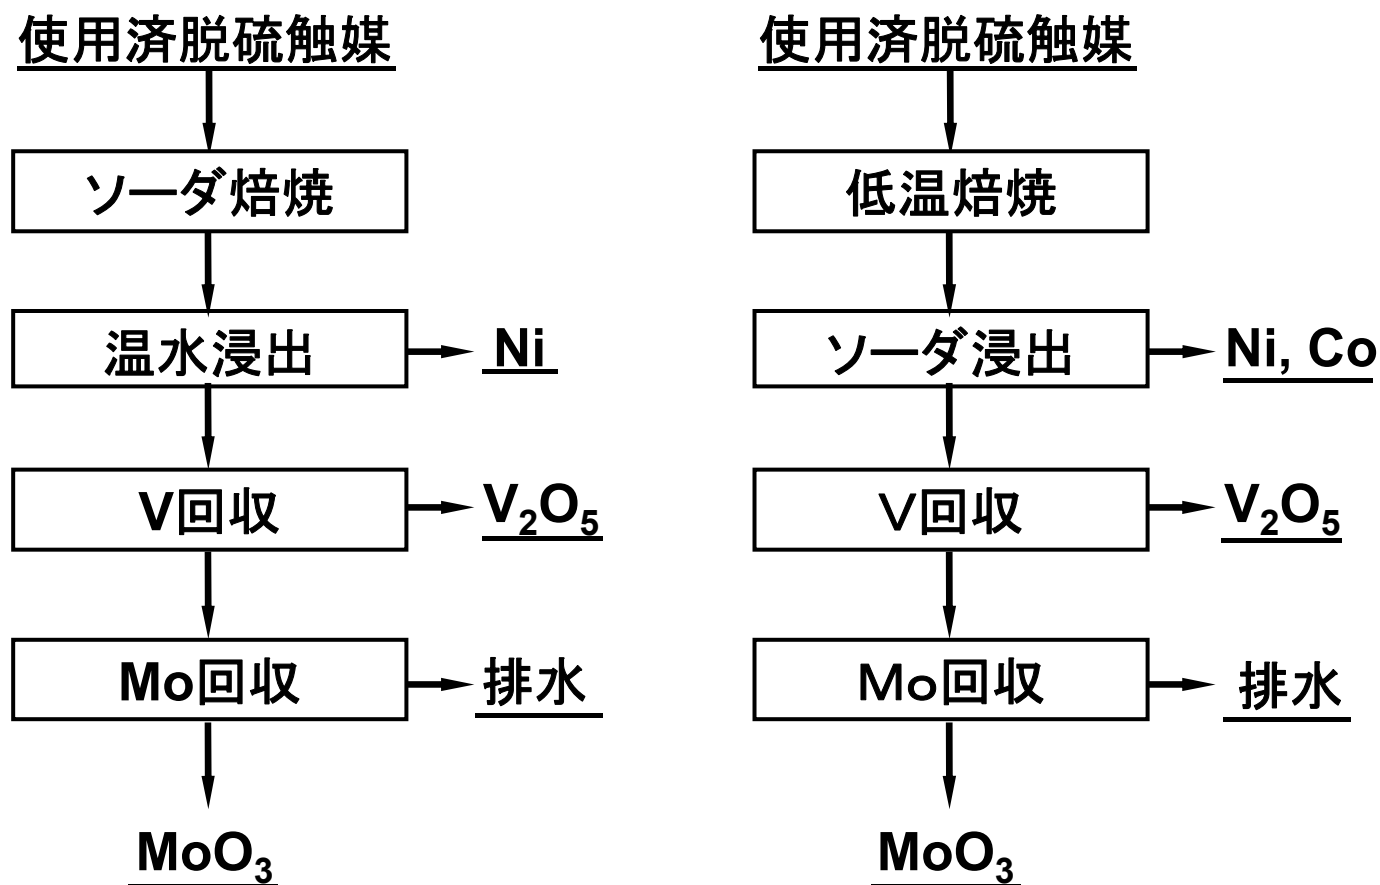 使用済脱硫触媒
ソーダ焙焼
温水浸出
Ni
V回収
V₂O₅
Mo回収
排水
MoO₃
使用済脱硫触媒
低温焙焼
ソーダ浸出
Ni, Co
V回収
V₂O₅
Mo回収
排水
MoO₃